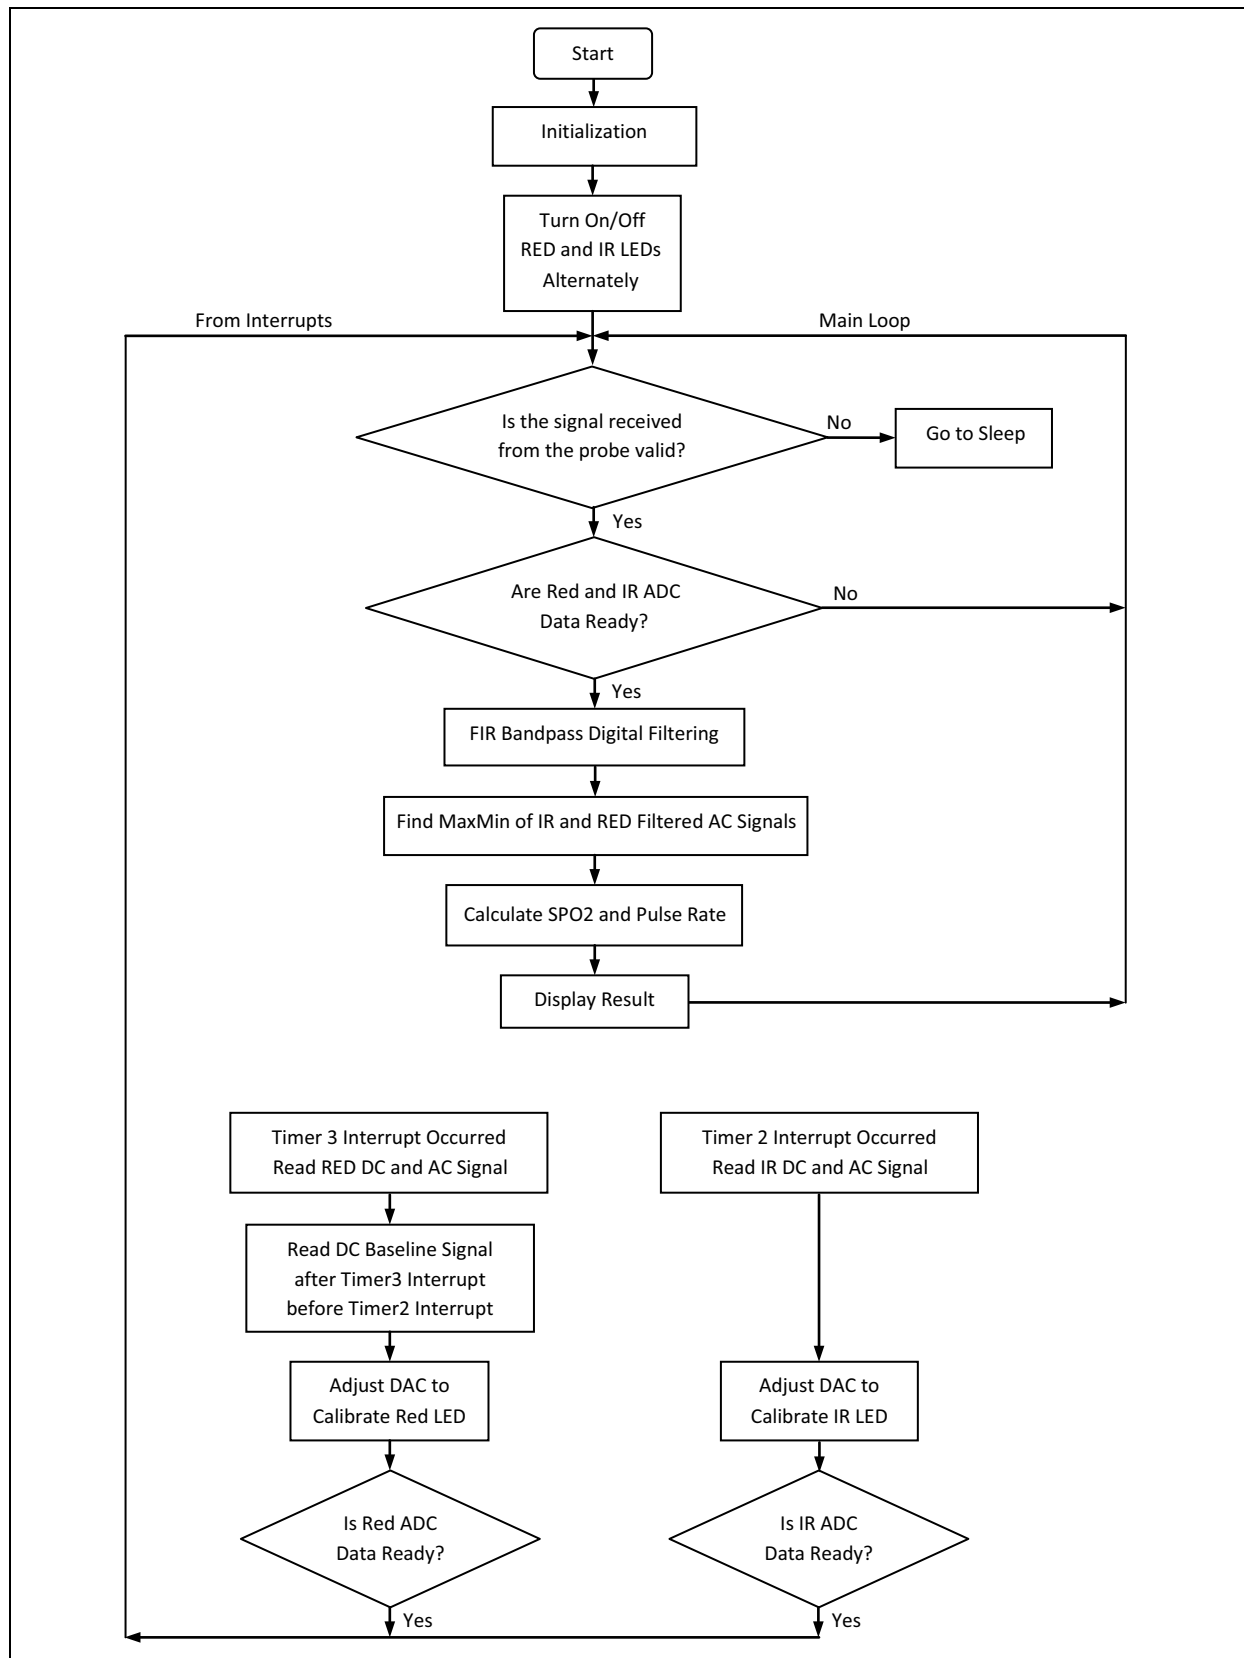 Start
Initialization
Turn On/Off
RED and IR LEDs
Alternately
From Interrupts
Main Loop
Is the signal received
from the probe valid?
No
Go to Sleep
Yes
Are Red and IR ADC
Data Ready?
No
Yes
FIR Bandpass Digital Filtering
Find MaxMin of IR and RED Filtered AC Signals
Calculate SPO2 and Pulse Rate
Display Result
Timer 3 Interrupt Occurred
Read RED DC and AC Signal
Read DC Baseline Signal
after Timer3 Interrupt
before Timer2 Interrupt
Adjust DAC to
Calibrate Red LED
Is Red ADC
Data Ready?
Yes
Timer 2 Interrupt Occurred
Read IR DC and AC Signal
Adjust DAC to
Calibrate IR LED
Is IR ADC
Data Ready?
Yes